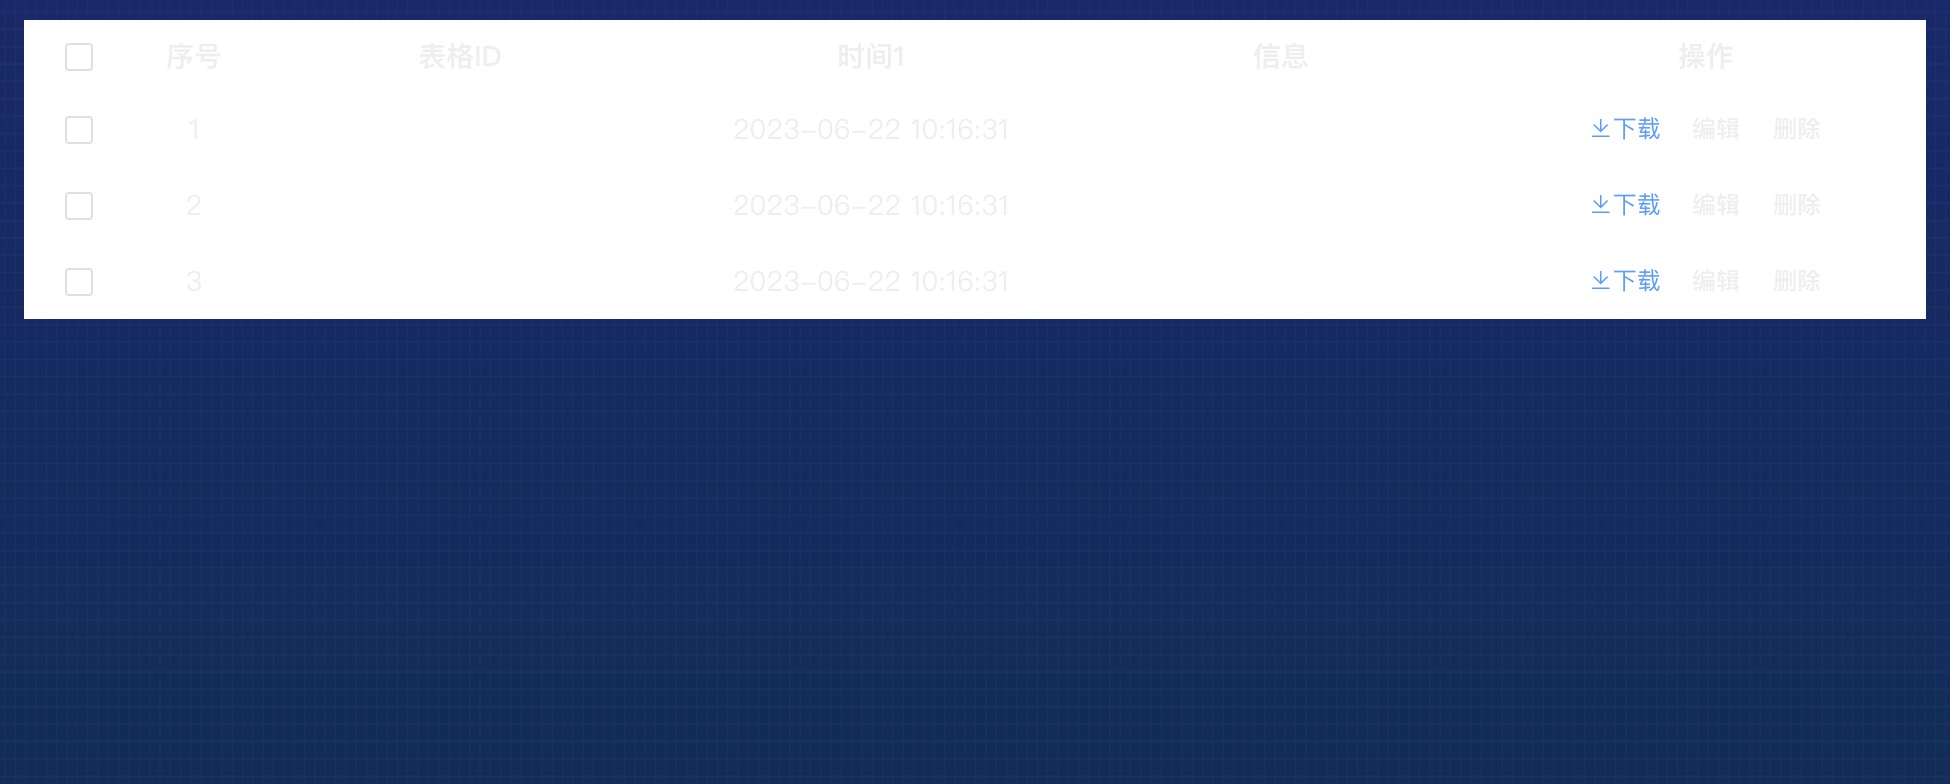 序号 表格ID 时间1 信息 操作
1 2023-06-22 10:16:31 下载 编辑 删除
2 2023-06-22 10:16:31 下载 编辑 删除
3 2023-06-22 10:16:31 下载 编辑 删除